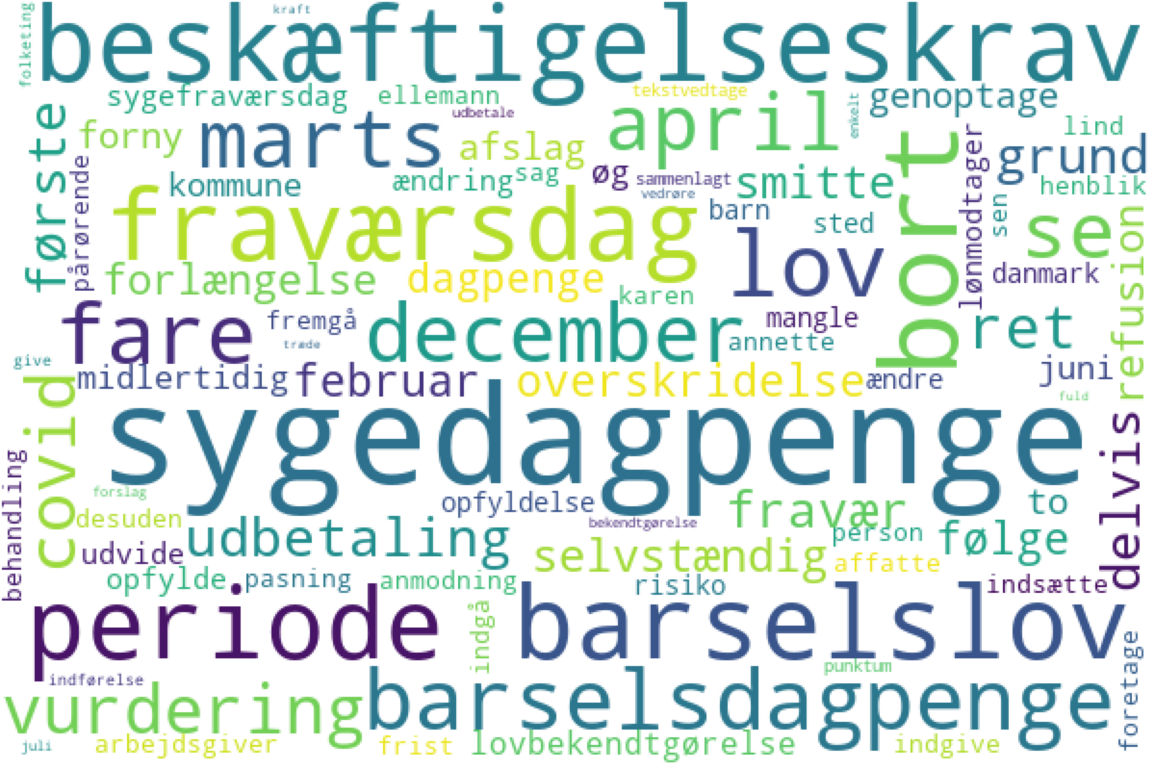 folketing
kraft
beskæftigelseskrav
sygefraværsdag
ellemann
tekstvedtage
genoptage
udbetale
enkelt
første
forny
marts
afslag
april
bort
lønmodtager
lind
grund
pårørende
kommune
ændring
sag
øg
sammenlagt
vedrøre
smitte
henblik
fraværsdag
barn
sted
sen
se
refusion
forlængelse
dagpenge
karen
lov
danmark
fare
fremgå
træde
december
mangle
annette
ret
give
midlertidig
februar
overskridelse
ændre
juni
fuld
covid
sygedagpenge
delvis
behandling
forslag
desuden
udvide
udbetaling
opfyldelse
bekendtgørelse
fravær
person
to
følge
selvstændig
affatte
opfylde
pasning
anmodning
risiko
indsætte
periode
indgå
barselslov
foretage
indførelse
punktum
vurdering
barselsdagpenge
juli
arbejdsgiver
frist
lovbekendtgørelse
indgive